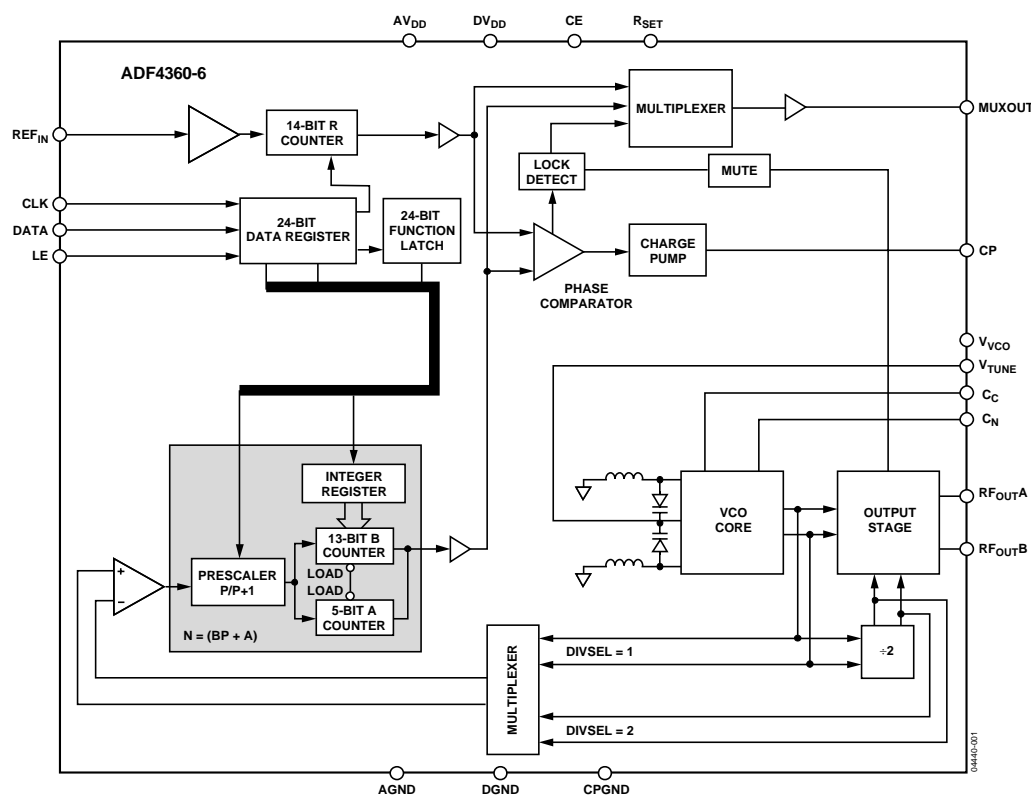 AVDD
DVDD
CE
RSET
ADF4360-6
REFIN
14-BIT R
COUNTER
MULTIPLEXER
MUXOUT
LOCK
DETECT
MUTE
CLK
DATA
LE
24-BIT
DATA REGISTER
24-BIT
FUNCTION
LATCH
CHARGE
PUMP
CP
PHASE
COMPARATOR
VVCO
VTUNE
CC
CN
INTEGER
REGISTER
13-BIT B
COUNTER
LOAD
LOAD
5-BIT A
COUNTER
PRESCALER
P/P+1
+
−
N = (BP + A)
VCO
CORE
OUTPUT
STAGE
RFOUTA
RFOUTB
MULTIPLEXER
DIVSEL = 1
÷2
DIVSEL = 2
04440-001
AGND
DGND
CPGND